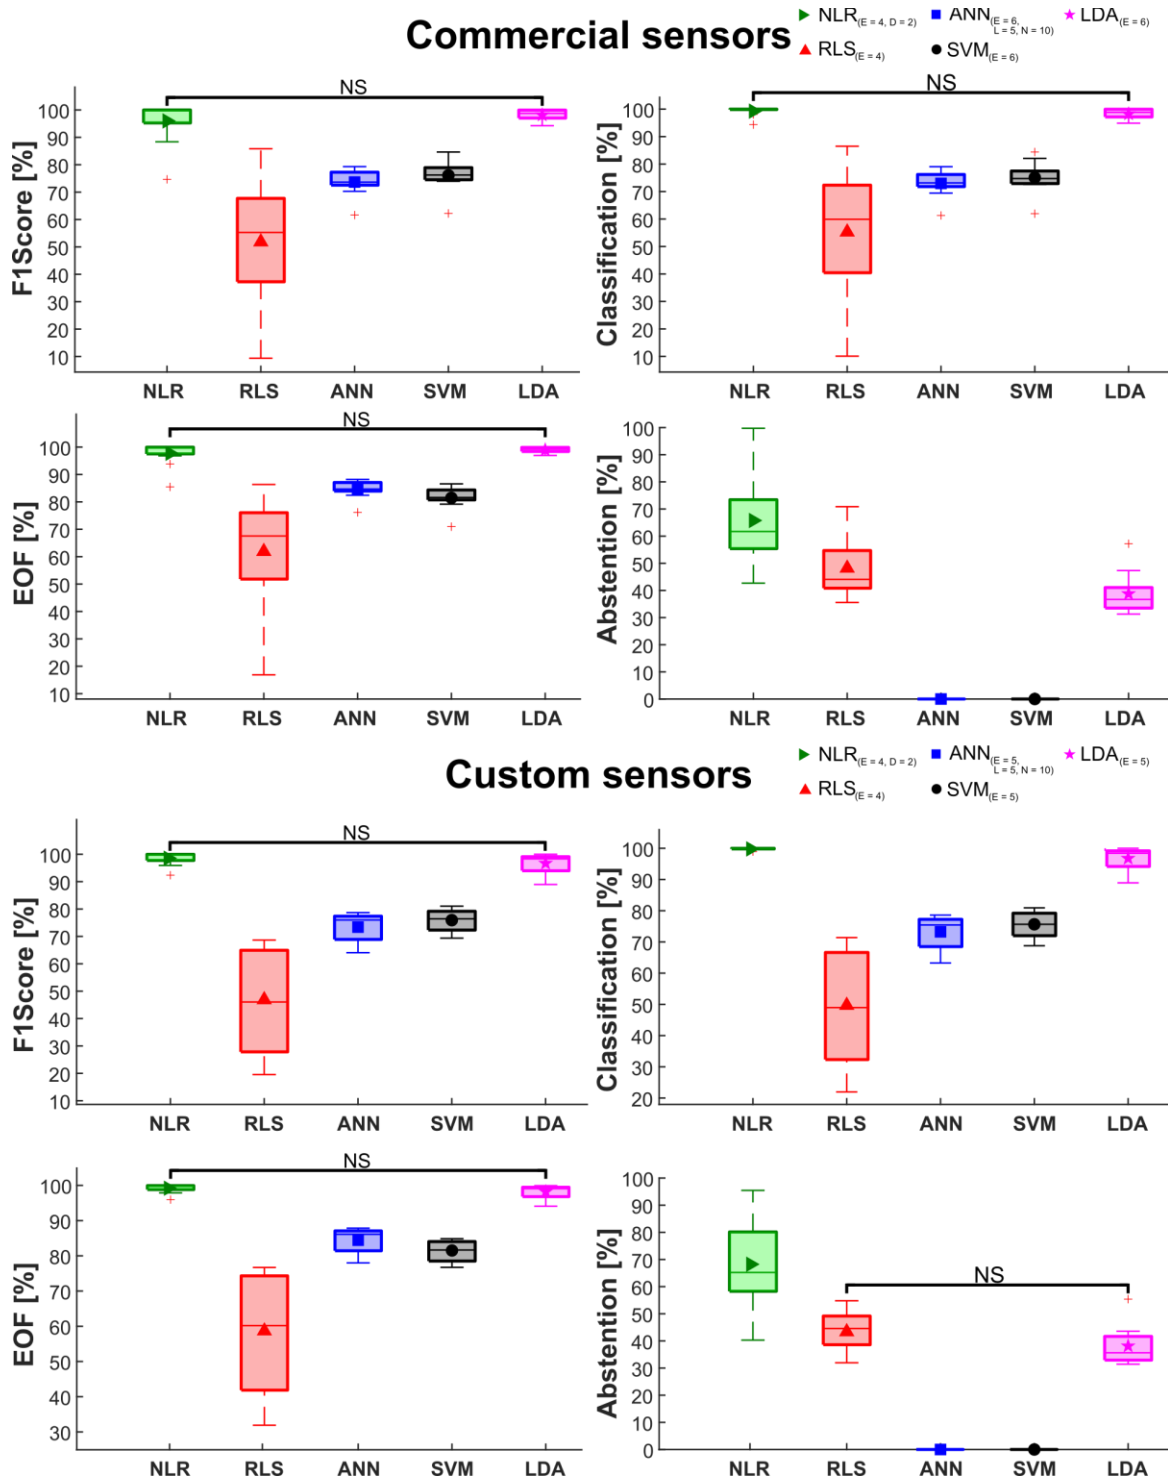 Commercial sensors
NLR(E = 4, D = 2) ANN(E = 6, L = 5, N = 10) LDA(E = 6)
RLS(E = 4) SVM(E = 6)
NS
F1Score [%]
100
90
80
70
60
50
40
30
20
10
NLR RLS ANN SVM LDA
NS
Classification [%]
100
90
80
70
60
50
40
30
20
10
NLR RLS ANN SVM LDA
NS
EOF [%]
100
90
80
70
60
50
40
30
20
10
NLR RLS ANN SVM LDA
Abstention [%]
100
90
80
70
60
50
40
30
20
10
0
NLR RLS ANN SVM LDA
Custom sensors
NLR(E = 4, D = 2) ANN(E = 5, L = 5, N = 10) LDA(E = 5)
RLS(E = 4) SVM(E = 5)
NS
F1Score [%]
100
90
80
70
60
50
40
30
20
10
NLR RLS ANN SVM LDA
Classification [%]
100
90
80
70
60
50
40
30
20
NLR RLS ANN SVM LDA
NS
EOF [%]
100
90
80
70
60
50
40
30
NLR RLS ANN SVM LDA
NS
Abstention [%]
100
90
80
70
60
50
40
30
20
10
0
NLR RLS ANN SVM LDA